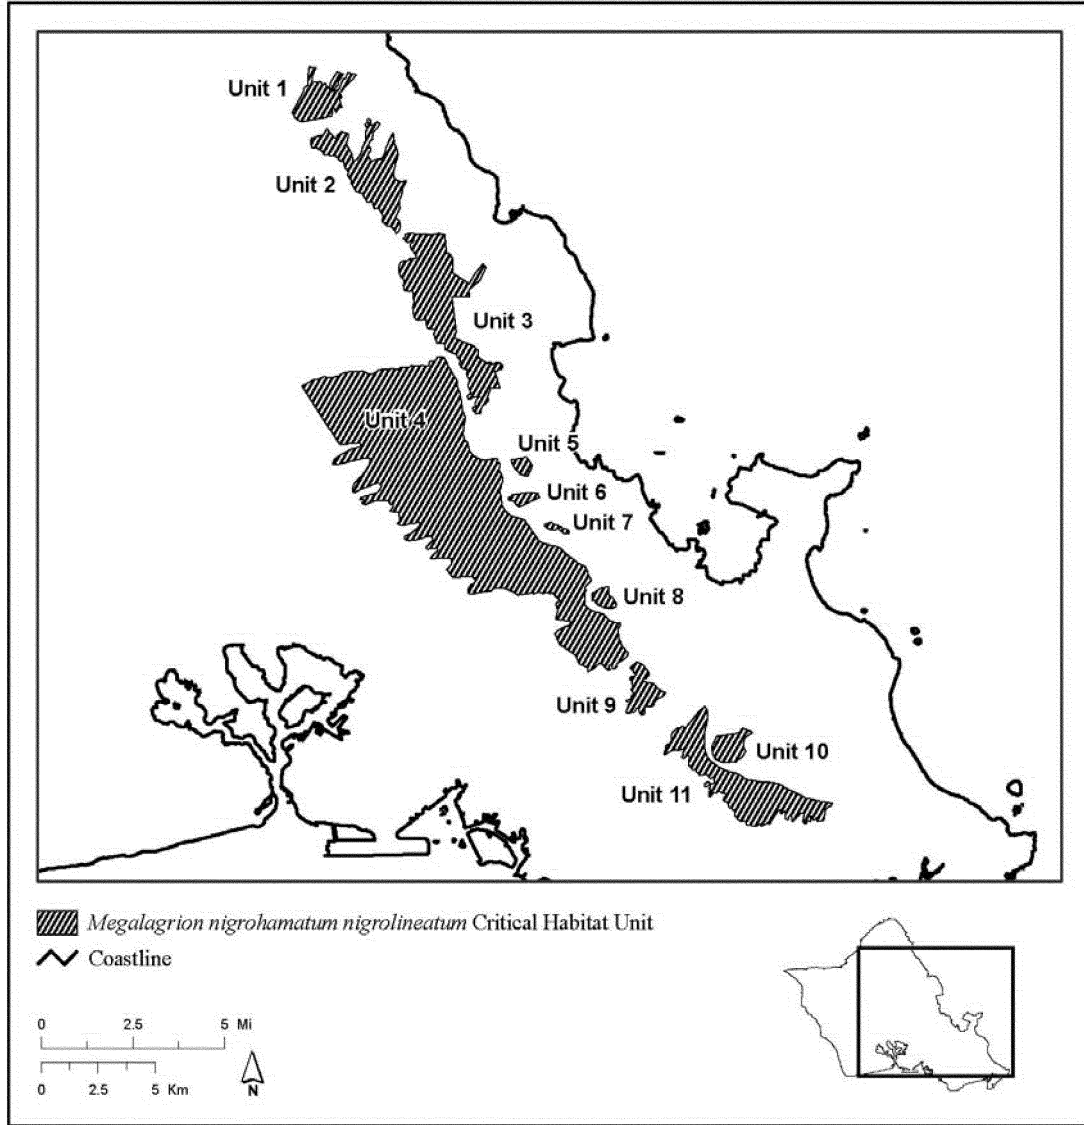 Unit 1
Unit 2
Unit 3
Unit 4
Unit 5
Unit 6
Unit 7
Unit 8
Unit 9
Unit 10
Unit 11
Megalagrion nigrohamatum nigrolineatum Critical Habitat Unit
Coastline
0 2.5 5 Mi
0 2.5 5 Km
N